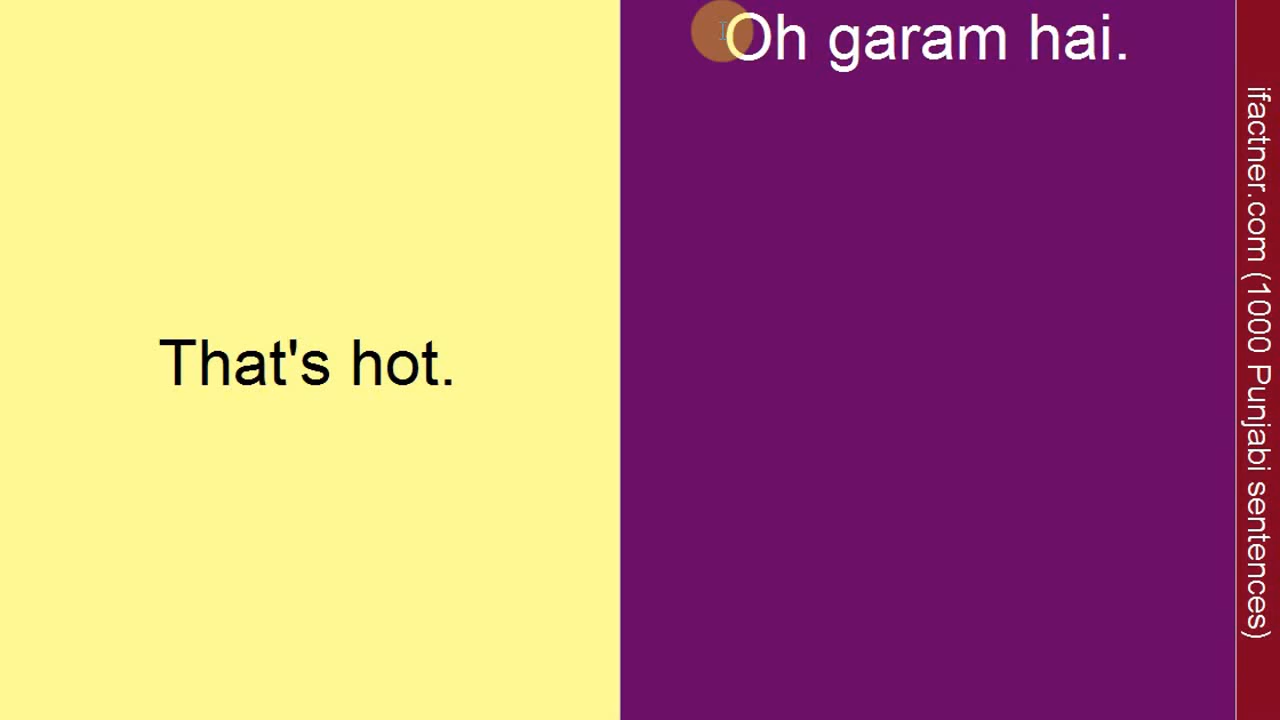 Oh garam hai.
That's hot.
ifactner.com (1000 Punjabi sentences)